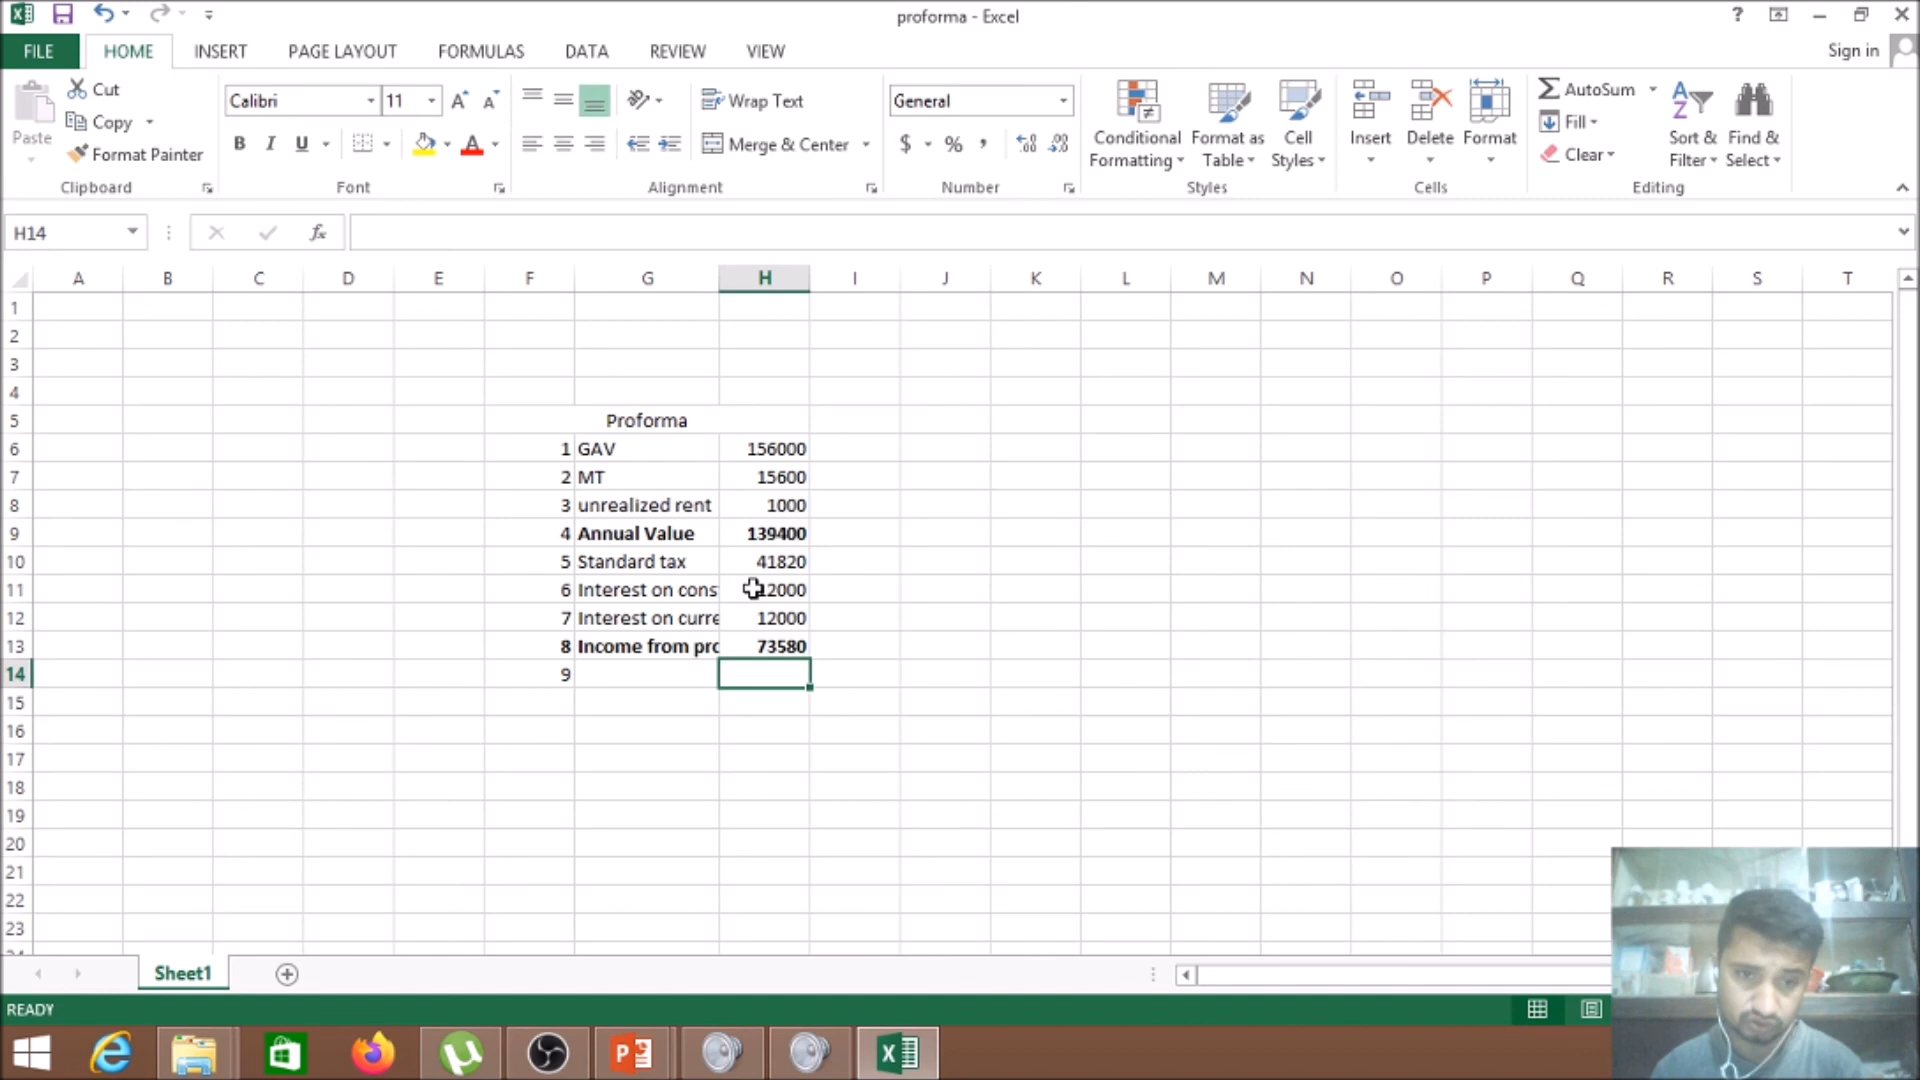 proforma - Excel
?
FILE HOME INSERT PAGE LAYOUT FORMULAS DATA REVIEW VIEW Sign in
Paste Cut Copy Format Painter
Calibri 11 A A
B I U A
Wrap Text
Merge & Center
General
$ %
Conditional Formatting Format as Table Cell Styles
Insert Delete Format
AutoSum
Fill
Clear
Sort & Filter Find & Select
Clipboard Font Alignment Number Styles Cells Editing
H14 fx
A B C D E F G H I J K L M N O P Q R S T
1
2
3
4
5 Proforma
6 1 GAV 156000
7 2 MT 15600
8 3 unrealized rent 1000
9 4 Annual Value 139400
10 5 Standard tax 41820
11 6 Interest on cons 12000
12 7 Interest on curre 12000
13 8 Income from pro 73580
14 9
15
16
17
18
19
20
21
22
23
Sheet1
READY